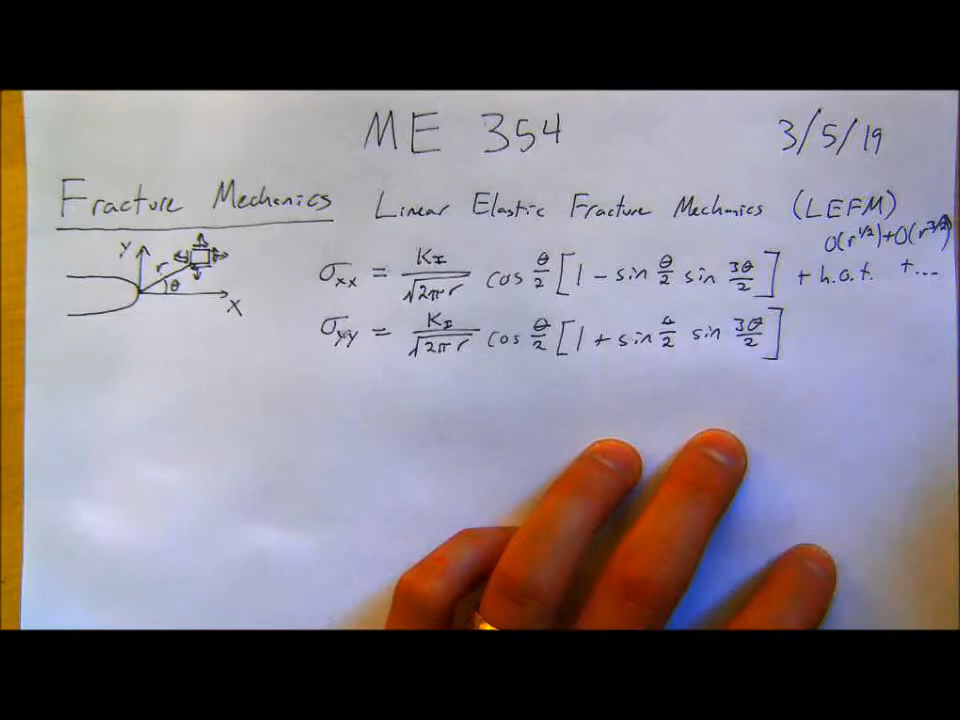 ME 354 3/5/19
Fracture Mechanics Linear Elastic Fracture Mechanics (LEFM)
O(r^1/2)+O(r^3/2)
σxx = KI/√2πr cos θ/2 [1 - sin θ/2 sin 3θ/2] + h.o.t. +...
σyy = KI/√2πr cos θ/2 [1 + sin θ/2 sin 3θ/2]
Y
r
θ
X